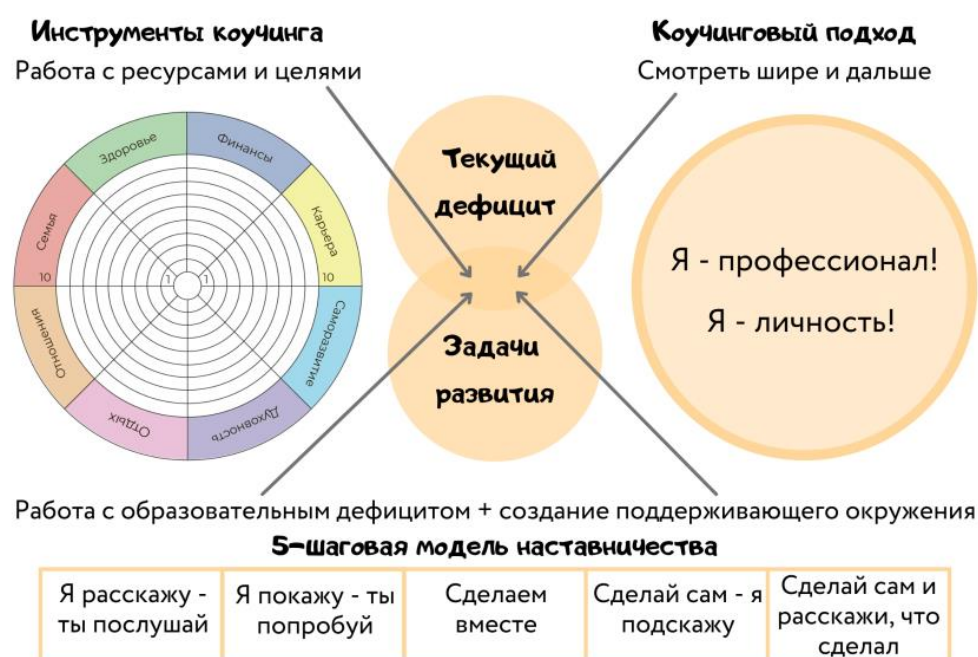 Инструменты коучинга
Работа с ресурсами и целями
Коучинговый подход
Смотреть шире и дальше
Здоровье
Финансы
Карьера
Саморазвитие
Духовность
Отдых
Отношения
Семья
10
1
1
10
Текущий
дефицит
Задачи
развития
Я - профессионал!
Я - личность!
Работа с образовательным дефицитом + создание поддерживающего окружения
5-шаговая модель наставничества
Я расскажу -
ты послушай
Я покажу - ты
попробуй
Сделаем
вместе
Сделай сам - я
подскажу
Сделай сам и
расскажи, что
сделал